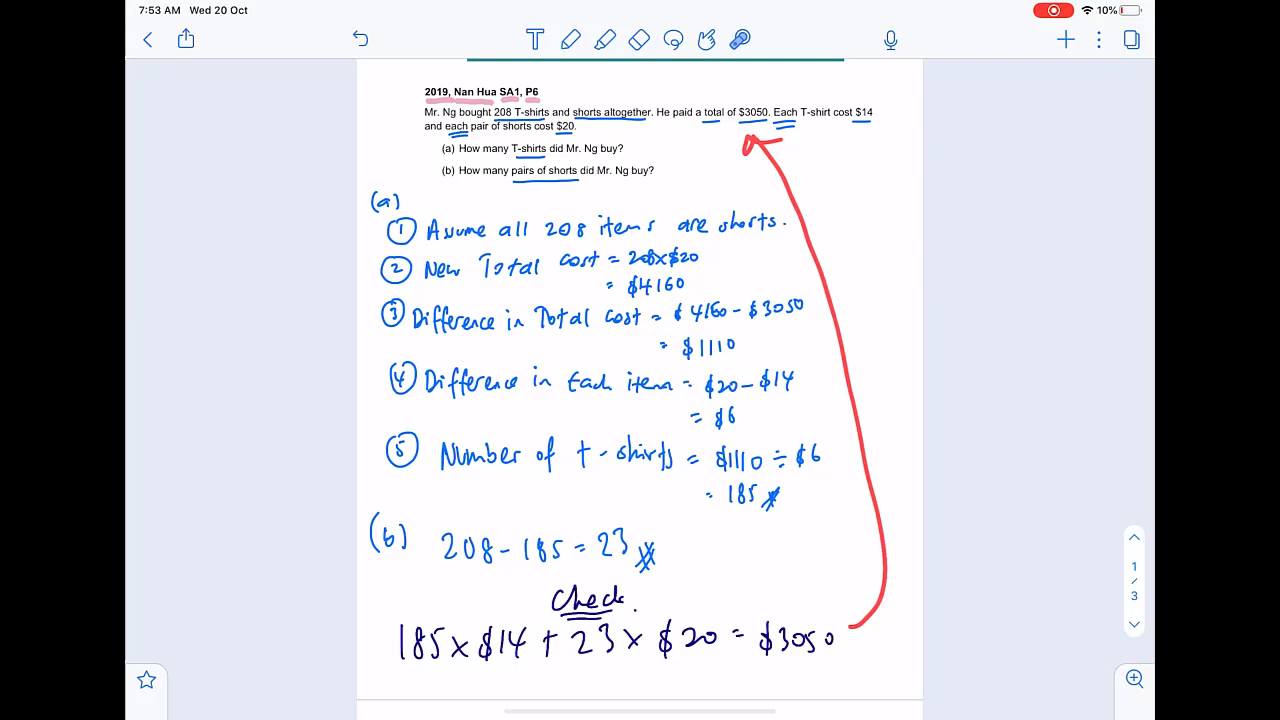 7:53 AM Wed 20 Oct
10%
2019, Nan Hua SA1, P6
Mr. Ng bought 208 T-shirts and shorts altogether. He paid a total of $3050. Each T-shirt cost $14
and each pair of shorts cost $20.
(a) How many T-shirts did Mr. Ng buy?
(b) How many pairs of shorts did Mr. Ng buy?
(a)
① Assume all 208 items are shorts.
② New Total cost = 208x$20
= $4160
③ Difference in Total cost = $4160 - $3050
= $1110
④ Difference in Each item = $20 - $14
= $6
⑤ Number of t-shirts = $1110 ÷ $6
= 185
(b) 208 - 185 = 23
Check.
185 x $14 + 23 x $20 = $3050
1
/
3